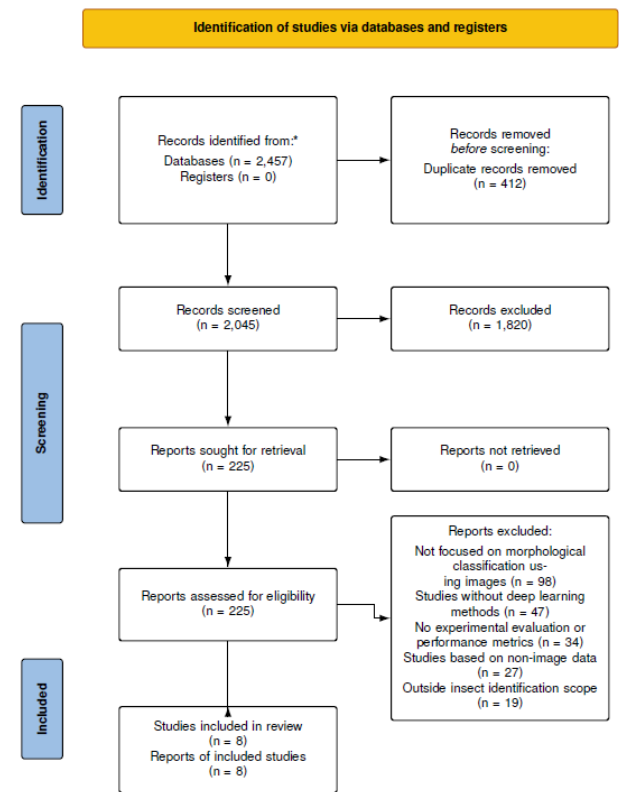 Identification of studies via databases and registers
Identification
Records identified from:*
Databases (n = 2,457)
Registers (n = 0)
Records removed
before screening:
Duplicate records removed
(n = 412)
Screening
Records screened
(n = 2,045)
Records excluded
(n = 1,820)
Reports sought for retrieval
(n = 225)
Reports not retrieved
(n = 0)
Reports assessed for eligibility
(n = 225)
Reports excluded:
Not focused on morphological
classification us-
ing images (n = 98)
Studies without deep learning
methods (n = 47)
No experimental evaluation or
performance metrics (n = 34)
Studies based on non-image data
(n = 27)
Outside insect identification scope
(n = 19)
Included
Studies included in review
(n = 8)
Reports of included studies
(n = 8)